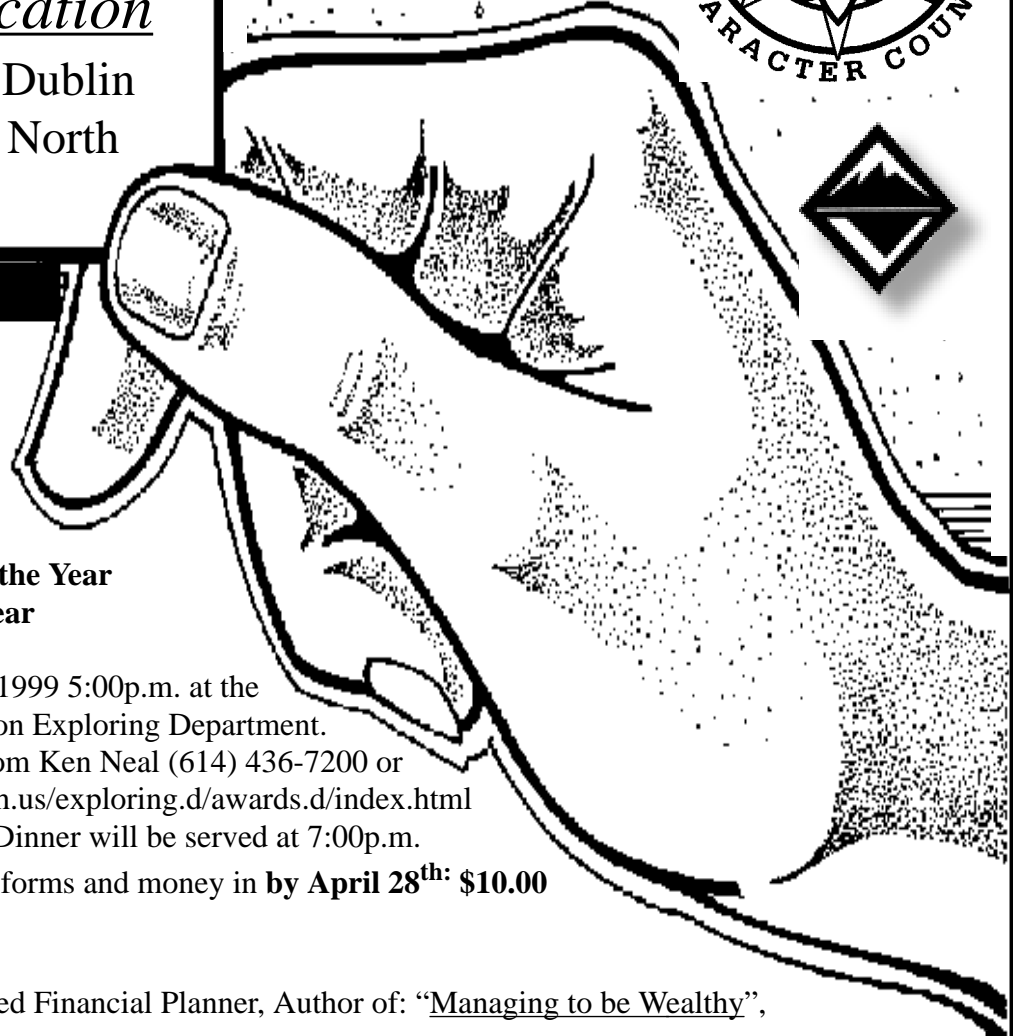 cation
Dublin
North
ARACTER COUN
the Year
ear
1999 5:00p.m. at the
on Exploring Department.
om Ken Neal (614) 436-7200 or
n.us/exploring.d/awards.d/index.html
Dinner will be served at 7:00p.m.
forms and money in by April 28th: $10.00
ed Financial Planner, Author of: “Managing to be Wealthy”,